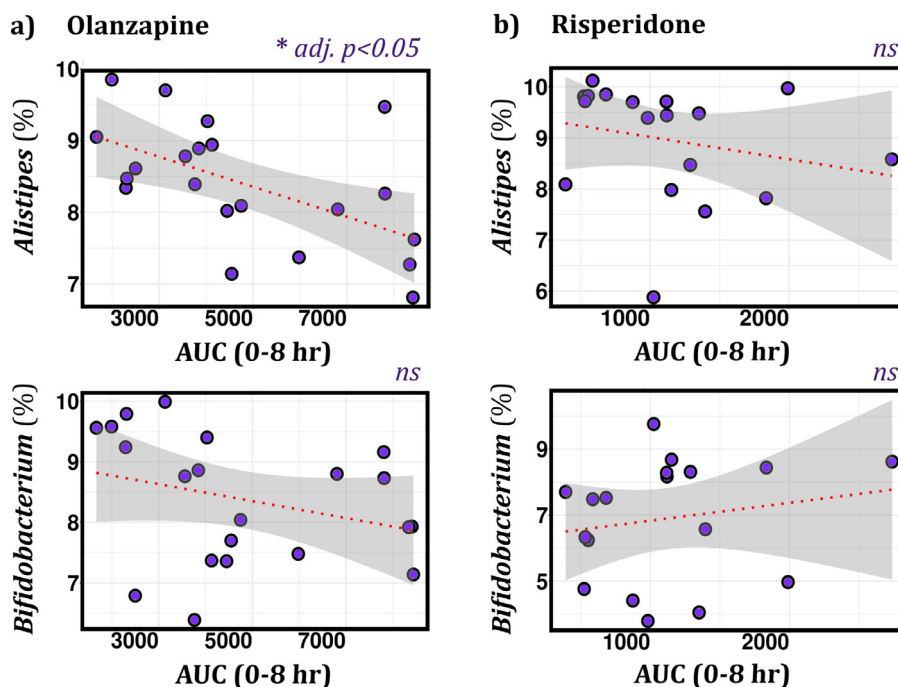 a) Olanzapine
* adj. p<0.05
Alistipes (%)
10
9
8
7
3000 5000 7000
AUC (0-8 hr)
b) Risperidone
ns
Alistipes (%)
10
9
8
7
6
1000 2000
AUC (0-8 hr)
ns
Bifidobacterium (%)
10
9
8
7
3000 5000 7000
AUC (0-8 hr)
ns
Bifidobacterium (%)
9
7
5
1000 2000
AUC (0-8 hr)